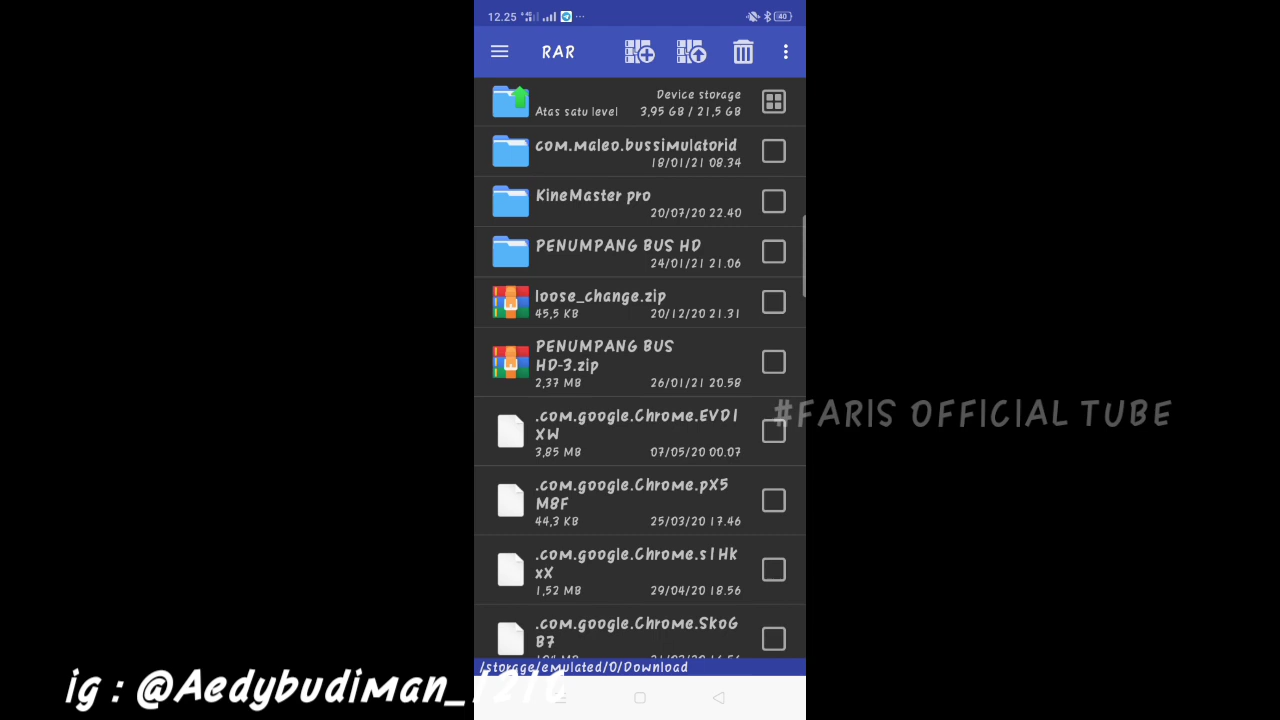 12.25 ...
40
RAR
Device storage
Atas satu level 3,95 GB / 21,5 GB
com.maleo.bussimulatorid
18/01/21 08.34
KineMaster pro
20/07/20 22.40
PENUMPANG BUS HD
24/01/21 21.06
loose_change.zip
45,5 KB 20/12/20 21.31
PENUMPANG BUS
HD-3.zip
2,37 MB 26/01/21 20.58
.com.google.Chrome.EVDI
XW
3,85 MB 07/05/20 00.07
#FARIS OFFICIAL TUBE
.com.google.Chrome.pX5
M8F
44,3 KB 25/03/20 17.46
.com.google.Chrome.s1Hk
xX
1,52 MB 29/04/20 18.56
.com.google.Chrome.SkoG
B7
/storage/emulated/0/Download
ig : @Aedybudiman_1216